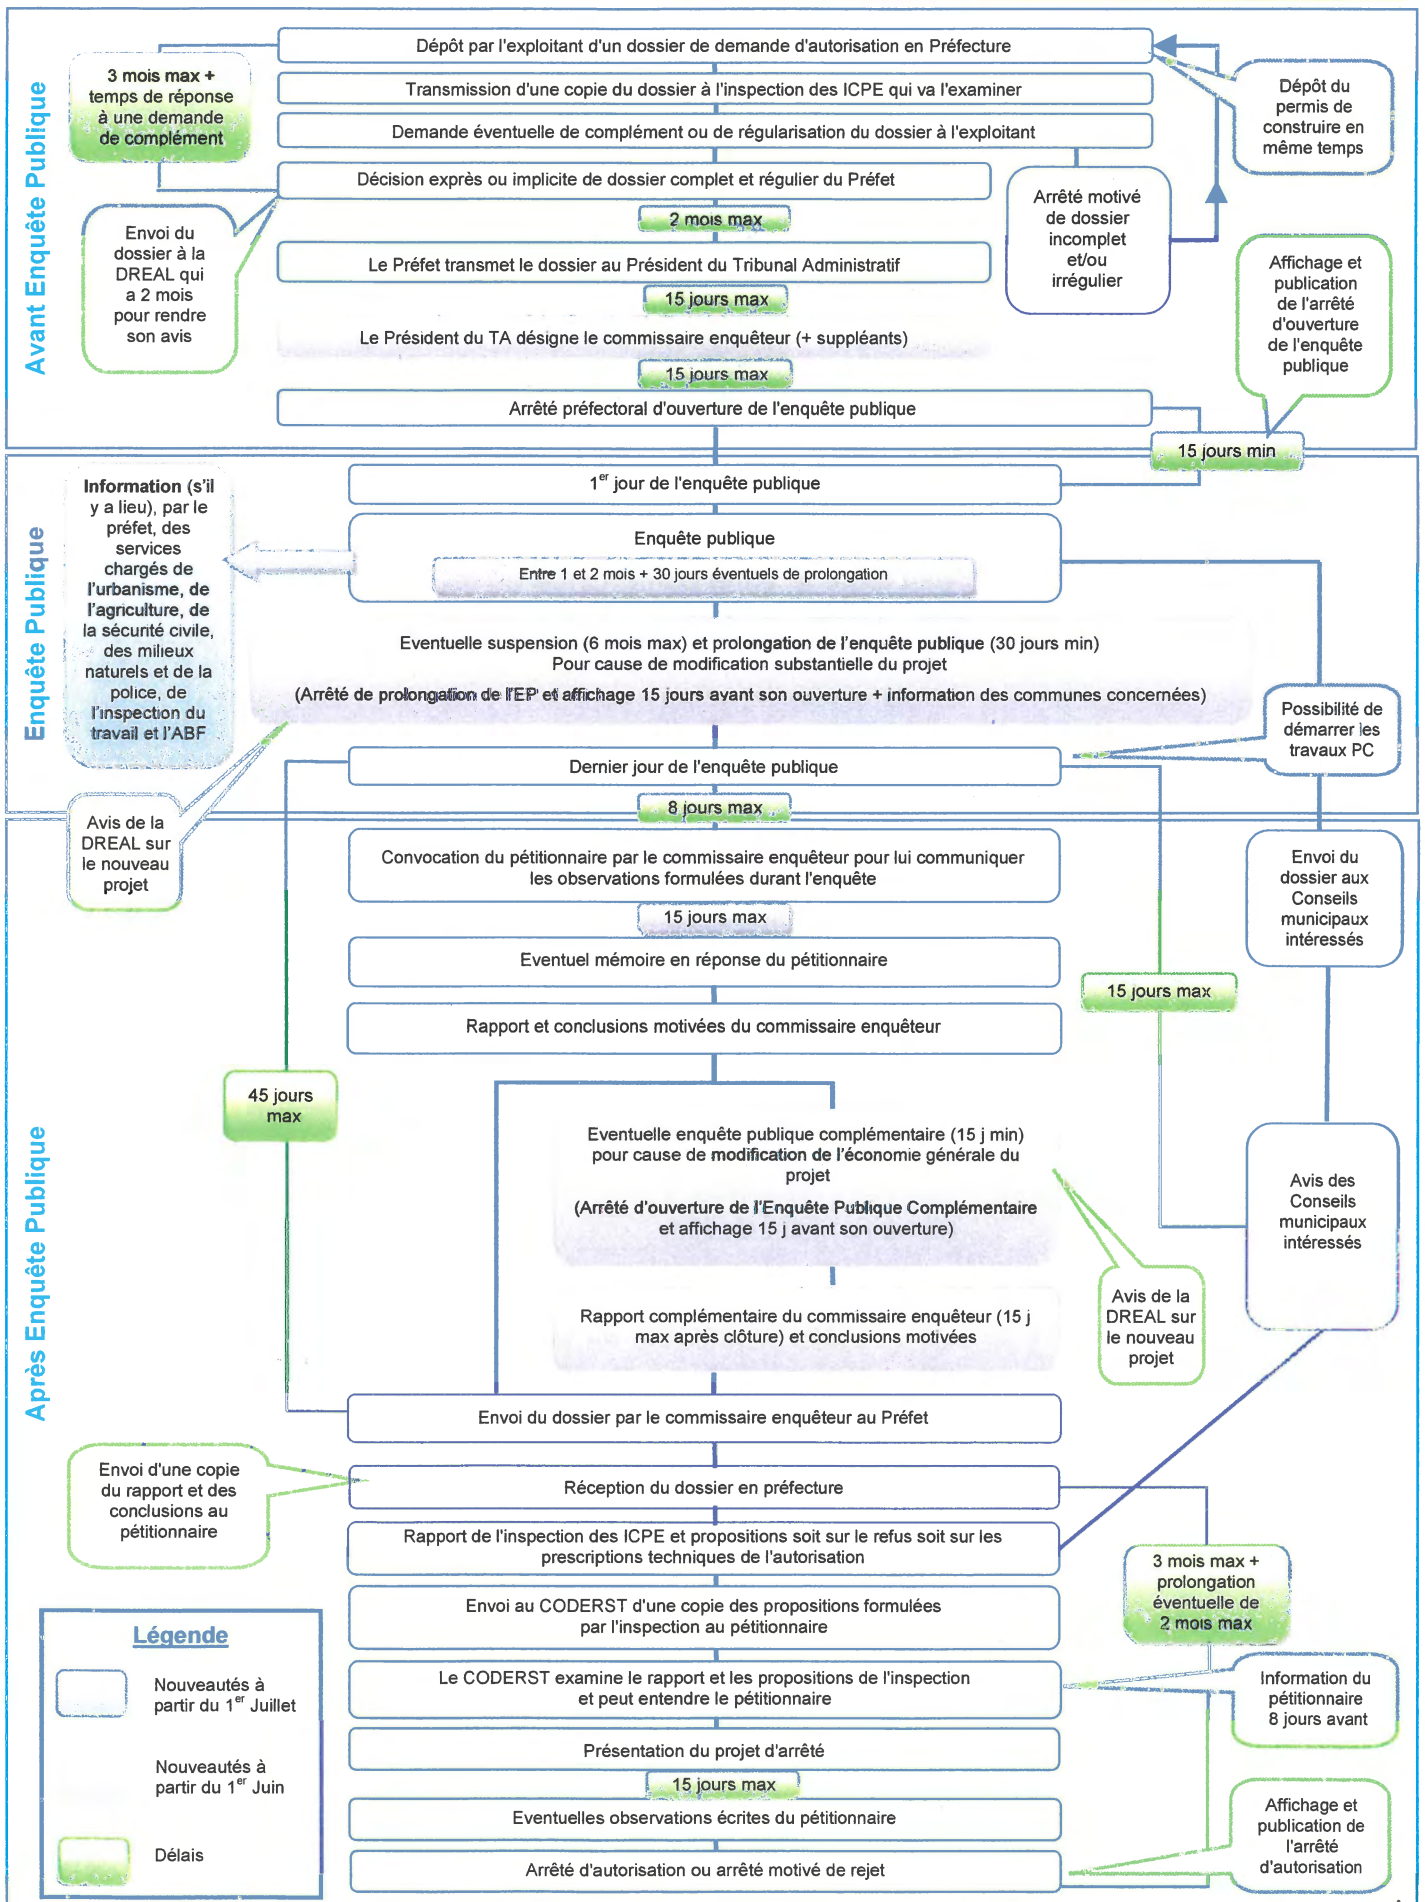 Avant Enquête Publique
Dépôt par l'exploitant d'un dossier de demande d'autorisation en Préfecture
3 mois max +
temps de réponse
à une demande
de complément
Transmission d'une copie du dossier à l'inspection des ICPE qui va l'examiner
Dépôt du
permis de
construire en
même temps
Demande éventuelle de complément ou de régularisation du dossier à l'exploitant
Décision exprès ou implicite de dossier complet et régulier du Préfet
Arrêté motivé
de dossier
incomplet
et/ou
irrégulier
2 mois max
Envoi du
dossier à la
DREAL qui
a 2 mois
pour rendre
son avis
Le Préfet transmet le dossier au Président du Tribunal Administratif
15 jours max
Affichage et
publication
de l'arrêté
d'ouverture
de l'enquête
publique
Le Président du TA désigne le commissaire enquêteur (+ suppléants)
15 jours max
Arrêté préfectoral d'ouverture de l'enquête publique
15 jours min
Enquête Publique
Information (s'il
y a lieu), par le
préfet, des
services
chargés de
l'urbanisme, de
l'agriculture, de
la sécurité civile,
des milieux
naturels et de la
police, de
l'inspection du
travail et l'ABF
1er jour de l'enquête publique
Enquête publique
Entre 1 et 2 mois + 30 jours éventuels de prolongation
Eventuelle suspension (6 mois max) et prolongation de l'enquête publique (30 jours min)
Pour cause de modification substantielle du projet
(Arrêté de prolongation de l'EP et affichage 15 jours avant son ouverture + information des communes concernées)
Possibilité de
démarrer les
travaux PC
Dernier jour de l'enquête publique
8 jours max
Avis de la
DREAL sur
le nouveau
projet
Après Enquête Publique
Convocation du pétitionnaire par le commissaire enquêteur pour lui communiquer
les observations formulées durant l'enquête
Envoi du
dossier aux
Conseils
municipaux
intéressés
15 jours max
Eventuel mémoire en réponse du pétitionnaire
15 jours max
Rapport et conclusions motivées du commissaire enquêteur
45 jours
max
Eventuelle enquête publique complémentaire (15 j min)
pour cause de modification de l'économie générale du
projet
(Arrêté d'ouverture de l'Enquête Publique Complémentaire
et affichage 15 j avant son ouverture)
Avis des
Conseils
municipaux
intéressés
Avis de la
DREAL sur
le nouveau
projet
Rapport complémentaire du commissaire enquêteur (15 j
max après clôture) et conclusions motivées
Envoi du dossier par le commissaire enquêteur au Préfet
Envoi d'une copie
du rapport et des
conclusions au
pétitionnaire
Réception du dossier en préfecture
Rapport de l'inspection des ICPE et propositions soit sur le refus soit sur les
prescriptions techniques de l'autorisation
3 mois max +
prolongation
éventuelle de
2 mois max
Envoi au CODERST d'une copie des propositions formulées
par l'inspection au pétitionnaire
Le CODERST examine le rapport et les propositions de l'inspection
et peut entendre le pétitionnaire
Information du
pétitionnaire
8 jours avant
Présentation du projet d'arrêté
15 jours max
Eventuelles observations écrites du pétitionnaire
Affichage et
publication de
l'arrêté
d'autorisation
Arrêté d'autorisation ou arrêté motivé de rejet
Légende
Nouveautés à
partir du 1er Juillet
Nouveautés à
partir du 1er Juin
Délais